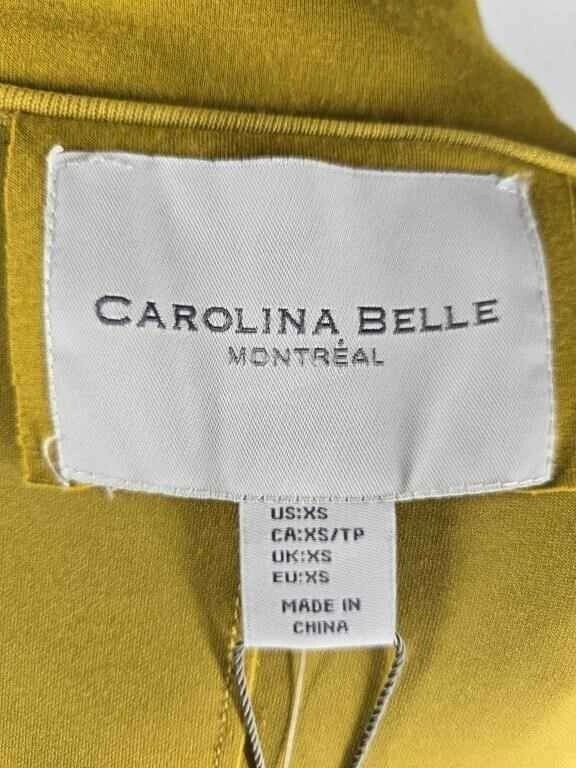 CAROLINA BELLE
MONTRÉAL
US:XS
CA:XS/TP
UK:XS
EU:XS
MADE IN
CHINA